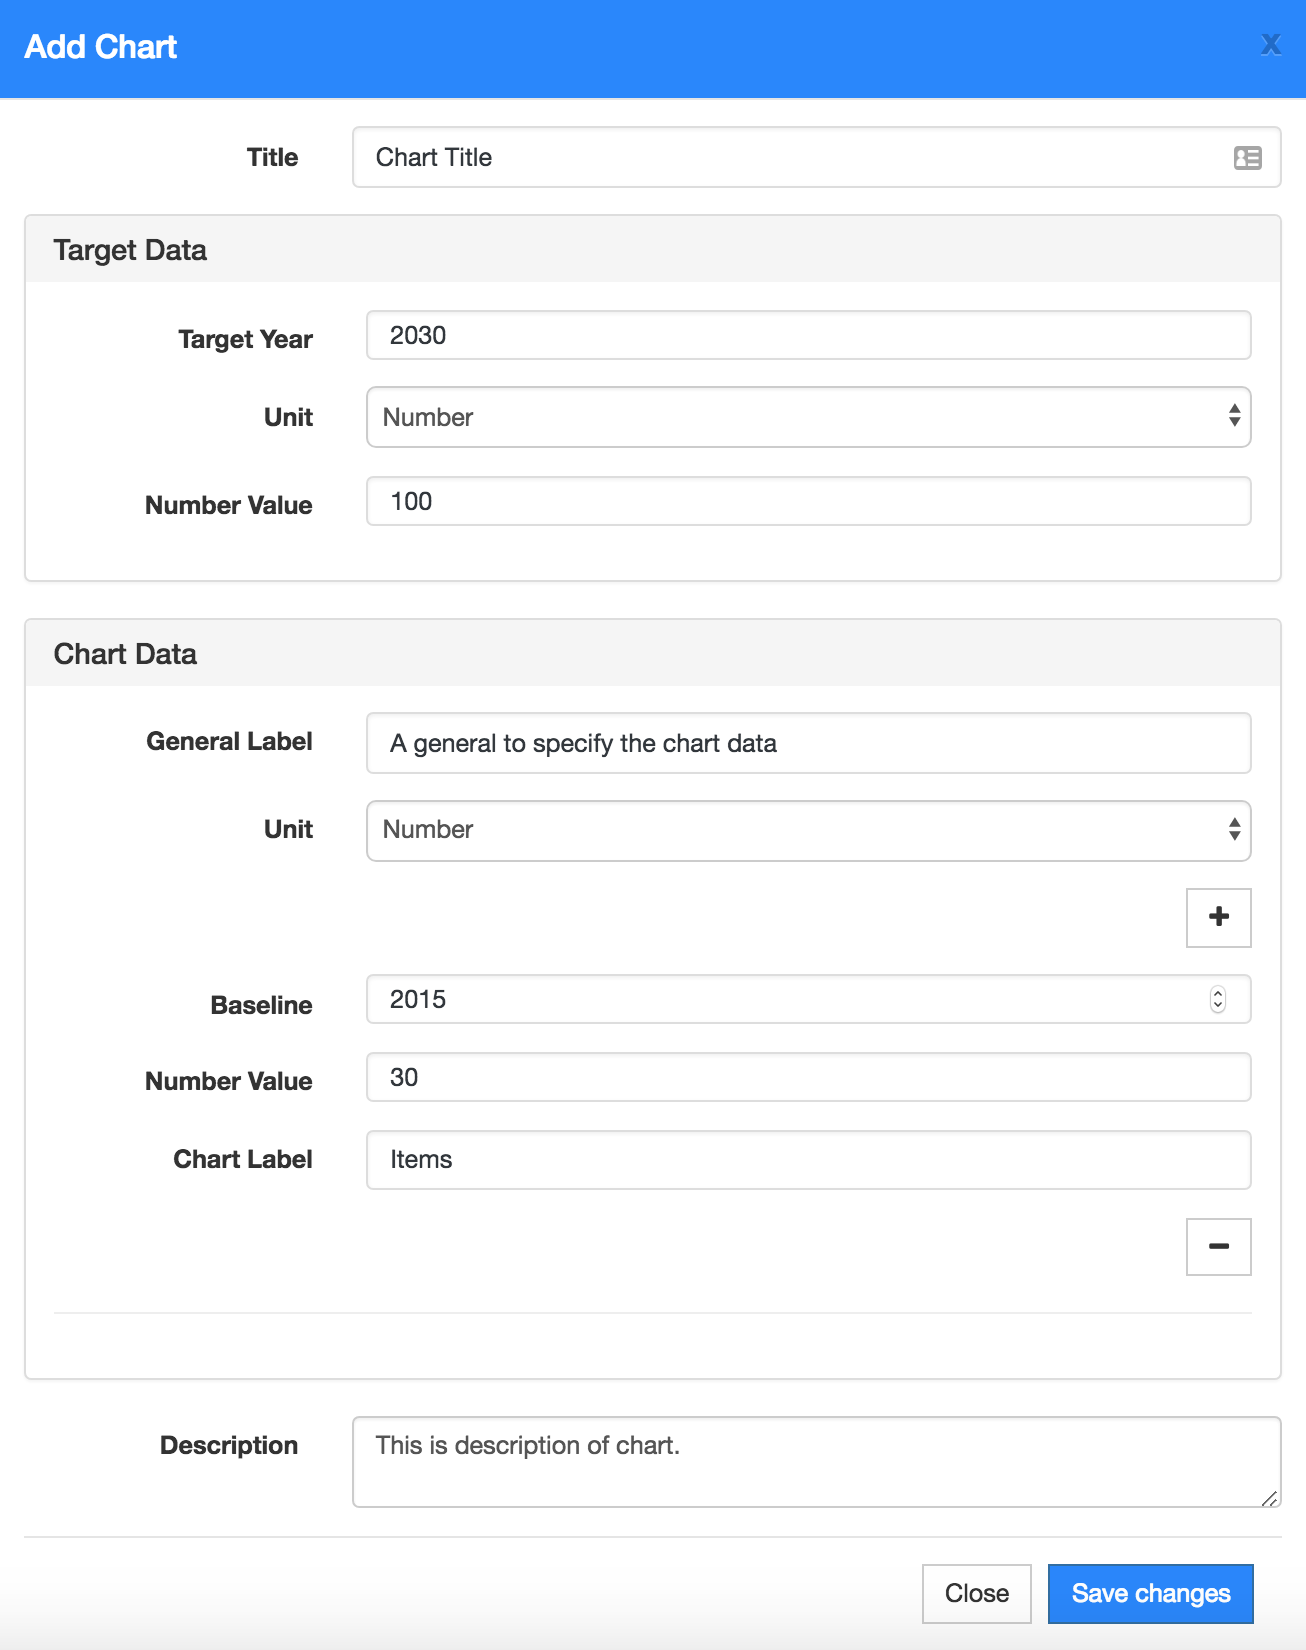 Add Chart x
Title Chart Title
Target Data
Target Year 2030
Unit Number
Number Value 100
Chart Data
General Label A general to specify the chart data
Unit Number
+
Baseline 2015
Number Value 30
Chart Label Items
−
Description This is description of chart.
Close Save changes